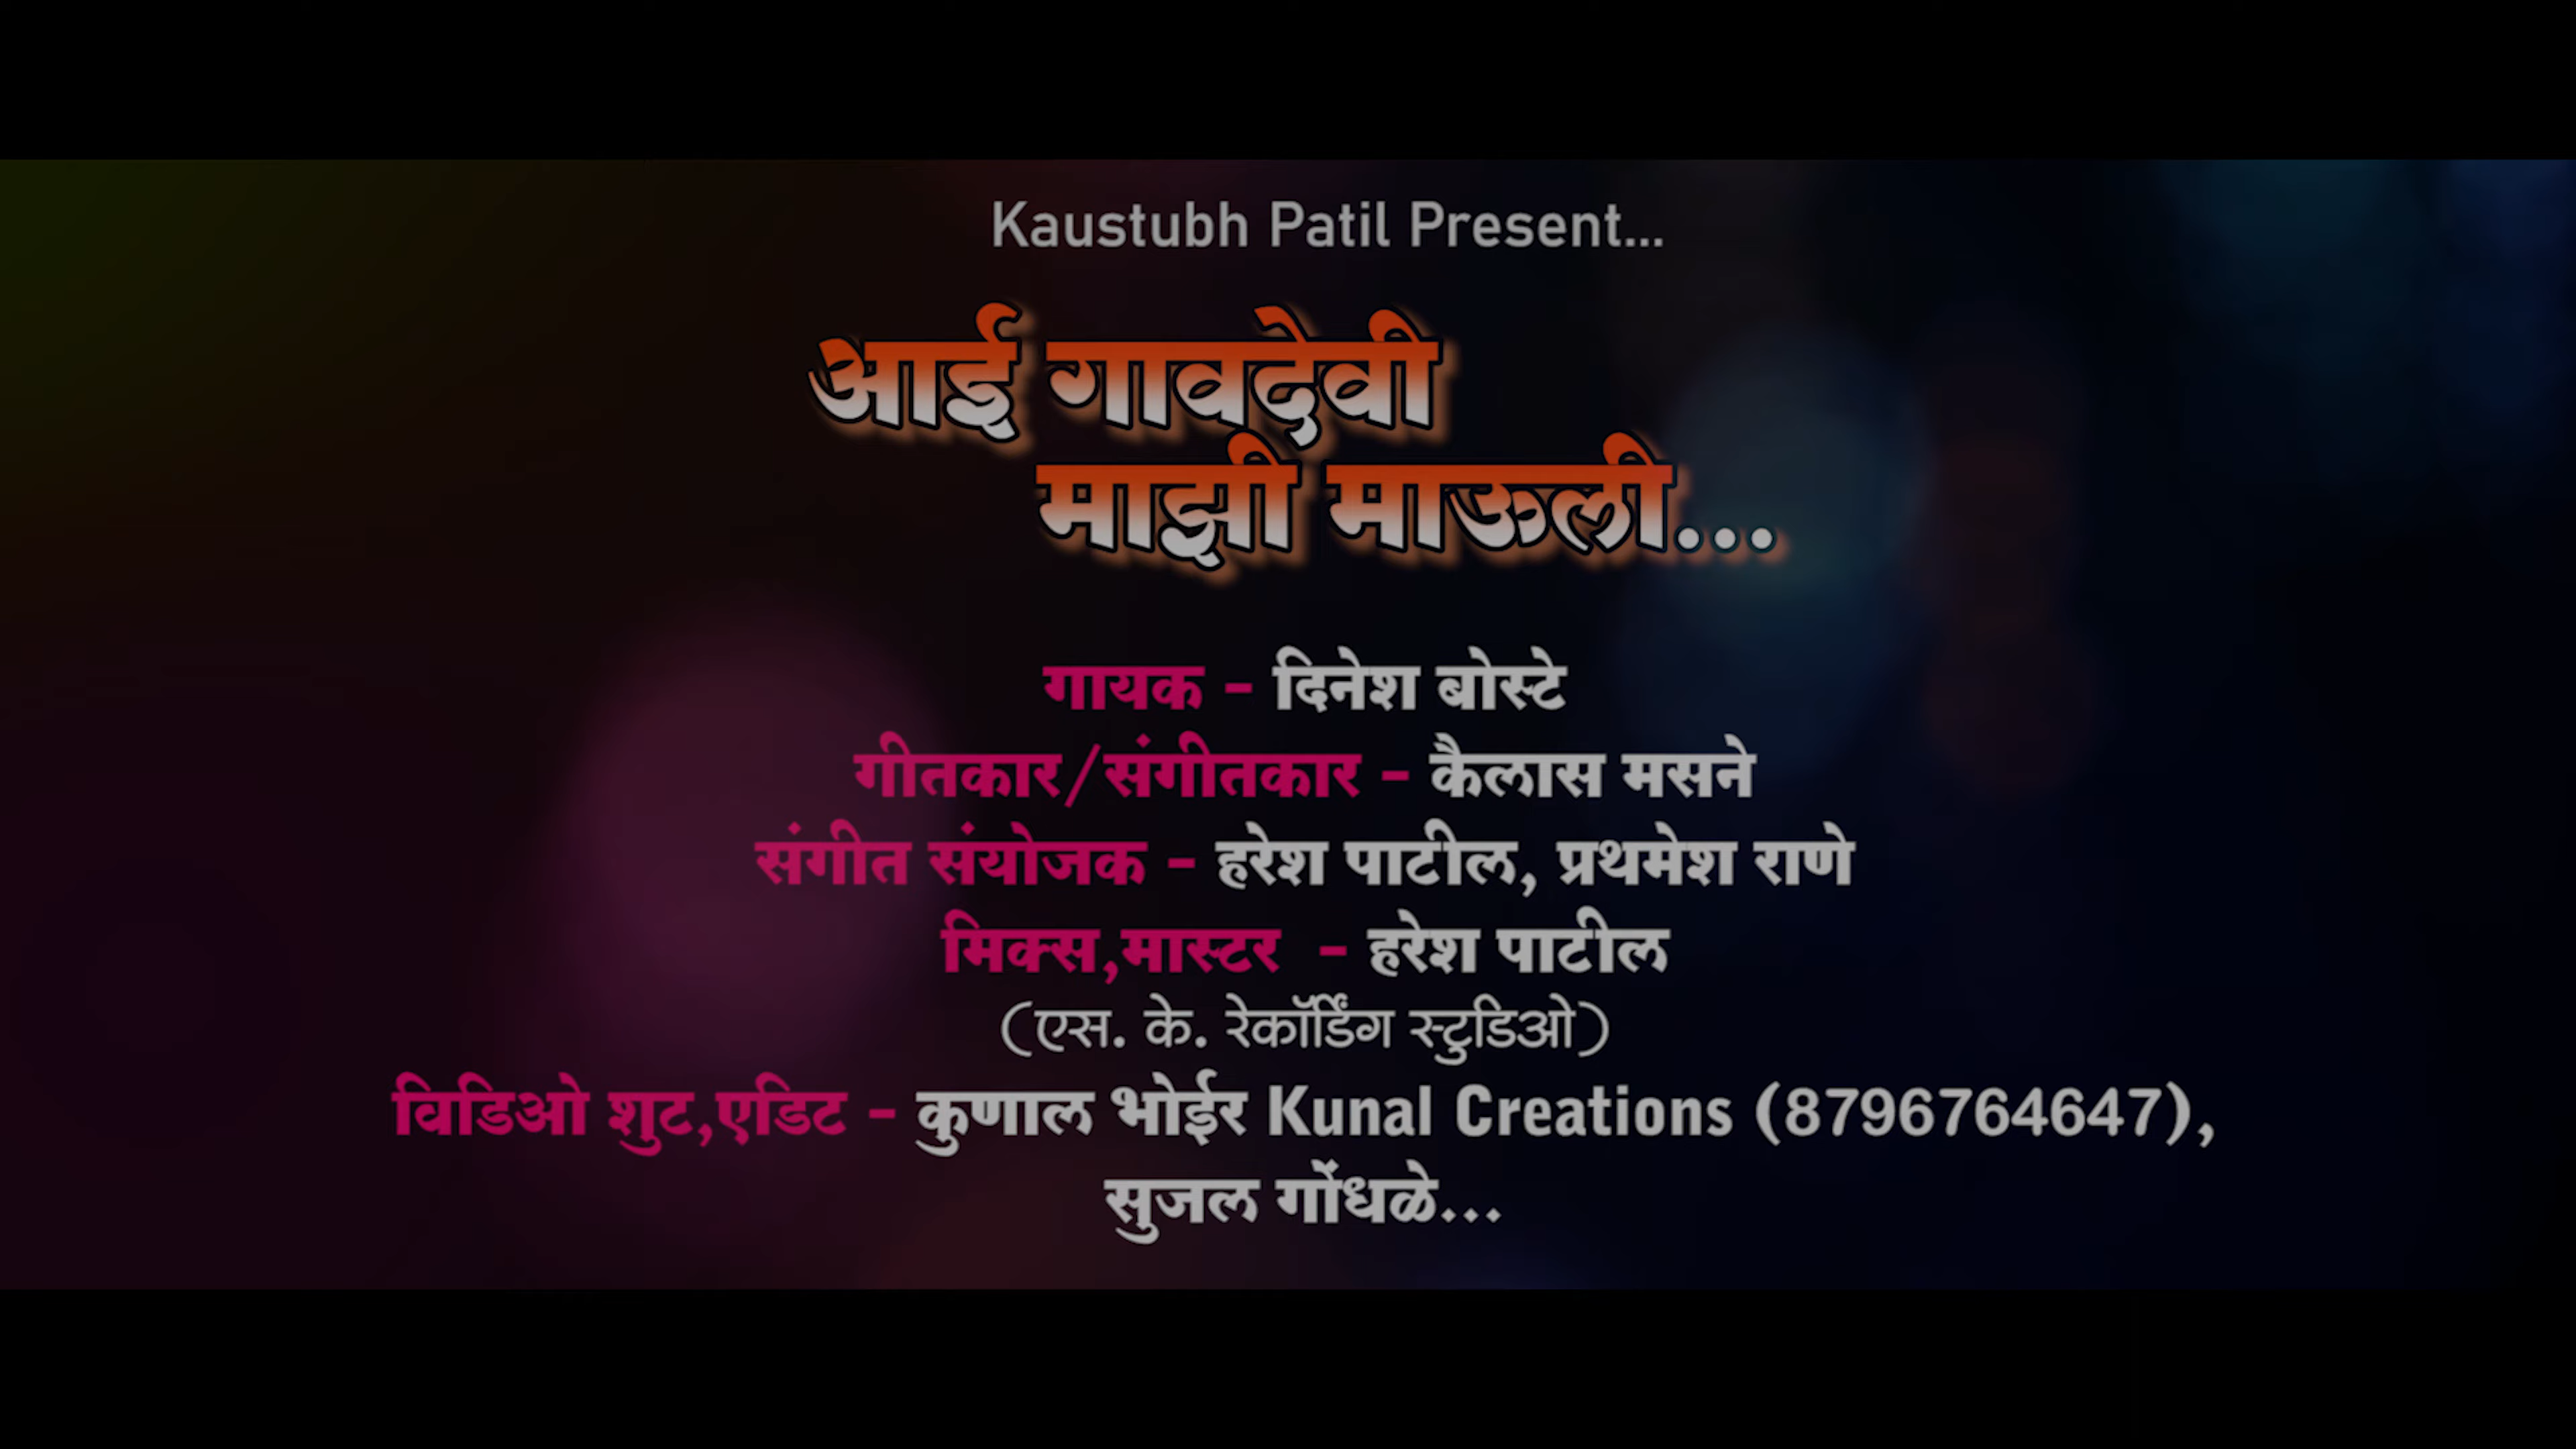 Kaustubh Patil Present...
आई गावदेवी
माझी माऊली...
गायक - दिनेश बोस्टे
गीतकार/संगीतकार - कैलास मसने
संगीत संयोजक - हरेश पाटील, प्रथमेश राणे
मिक्स,मास्टर - हरेश पाटील
(एस. के. रेकॉर्डिंग स्टुडिओ)
विडिओ शुट,एडिट - कुणाल भोईर Kunal Creations (8796764647),
सुजल गोंधळे...